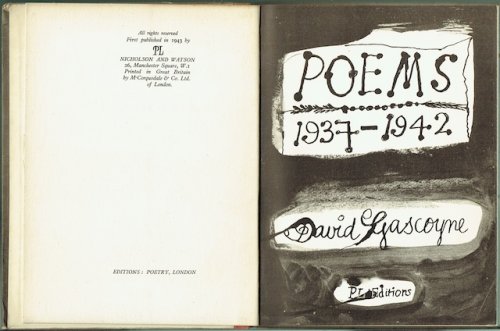 All rights reserved
First published in 1943 by
PL
NICHOLSON AND WATSON
26, Manchester Square, W.1
Printed in Great Britain
by McCorquodale & Co. Ltd.
of London.
EDITIONS : POETRY, LONDON
POEMS
1937-1942
David Gascoyne
PL Editions